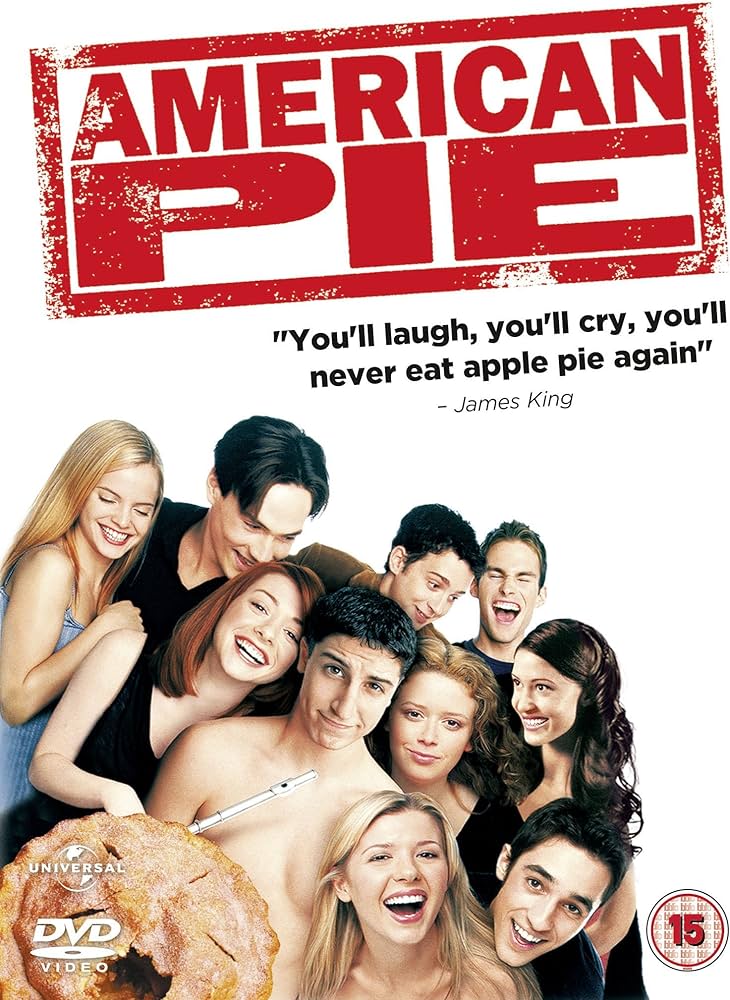 AMERICAN
PIE
"You'll laugh, you'll cry, you'll
never eat apple pie again"
– James King
UNIVERSAL
DVD
VIDEO
15